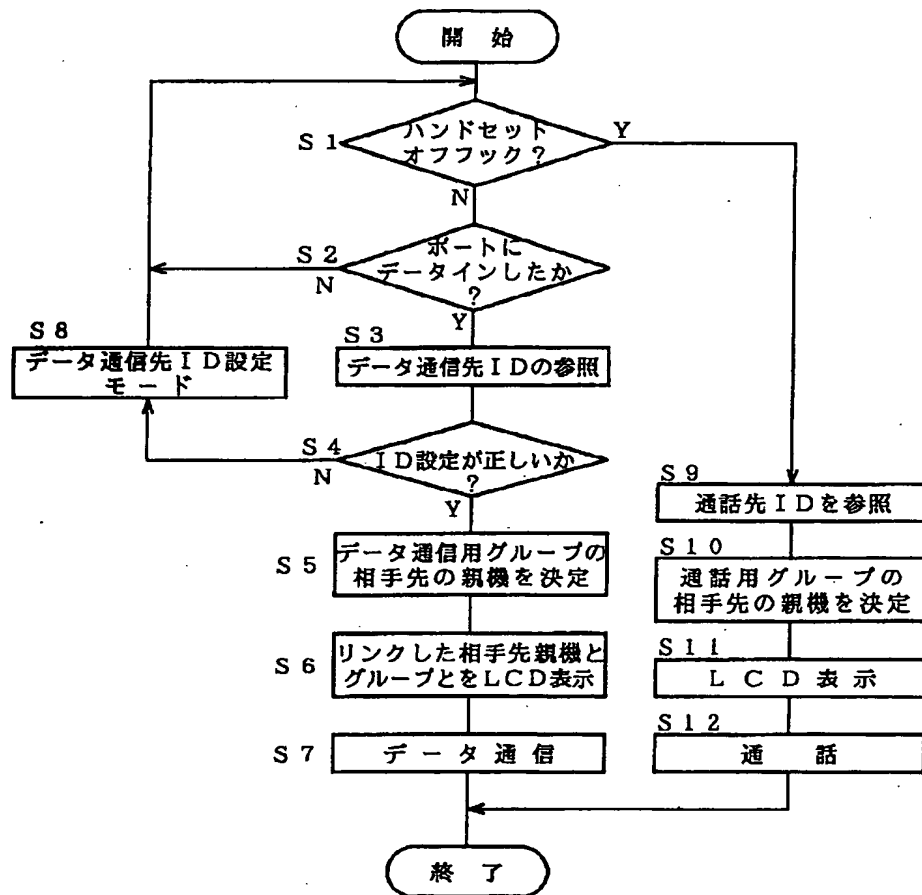 開 始
S1
ハンドセット
オフフック?
Y
N
S2
ポートに
データインしたか
?
N
Y
S8
データ通信先ID設定
モード
S3
データ通信先IDの参照
S4
ID設定が正しいか
?
N
Y
S9
通話先IDを参照
S5
データ通信用グループの
相手先の親機を決定
S10
通話用グループの
相手先の親機を決定
S6
リンクした相手先親機と
グループとをLCD表示
S11
LCD表示
S7
データ通信
S12
通 話
終 了